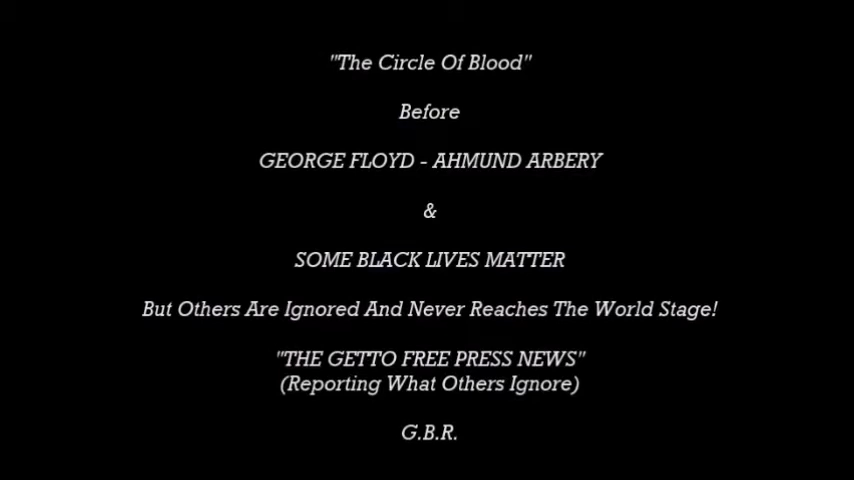 "The Circle Of Blood"
Before
GEORGE FLOYD - AHMUND ARBERY
&
SOME BLACK LIVES MATTER
But Others Are Ignored And Never Reaches The World Stage!
"THE GETTO FREE PRESS NEWS"
(Reporting What Others Ignore)
G.B.R.